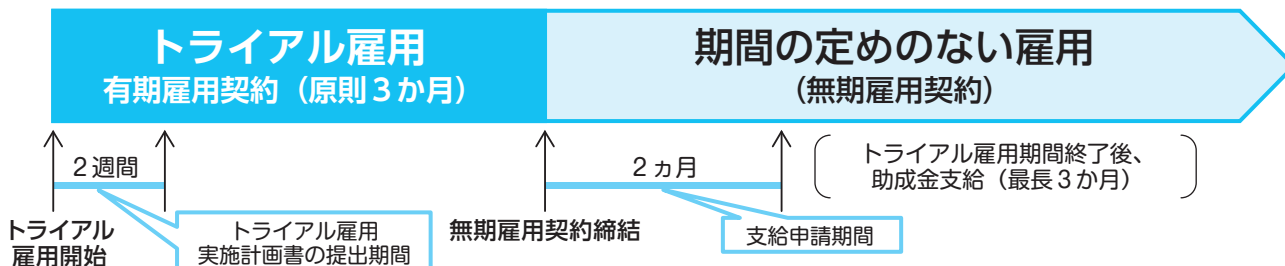 トライアル雇用
有期雇用契約（原則３か月）
期間の定めのない雇用
（無期雇用契約）
２週間
２ヵ月
トライアル雇用期間終了後、
助成金支給（最長３か月）
トライアル
雇用開始
トライアル雇用
実施計画書の提出期間
無期雇用契約締結
支給申請期間